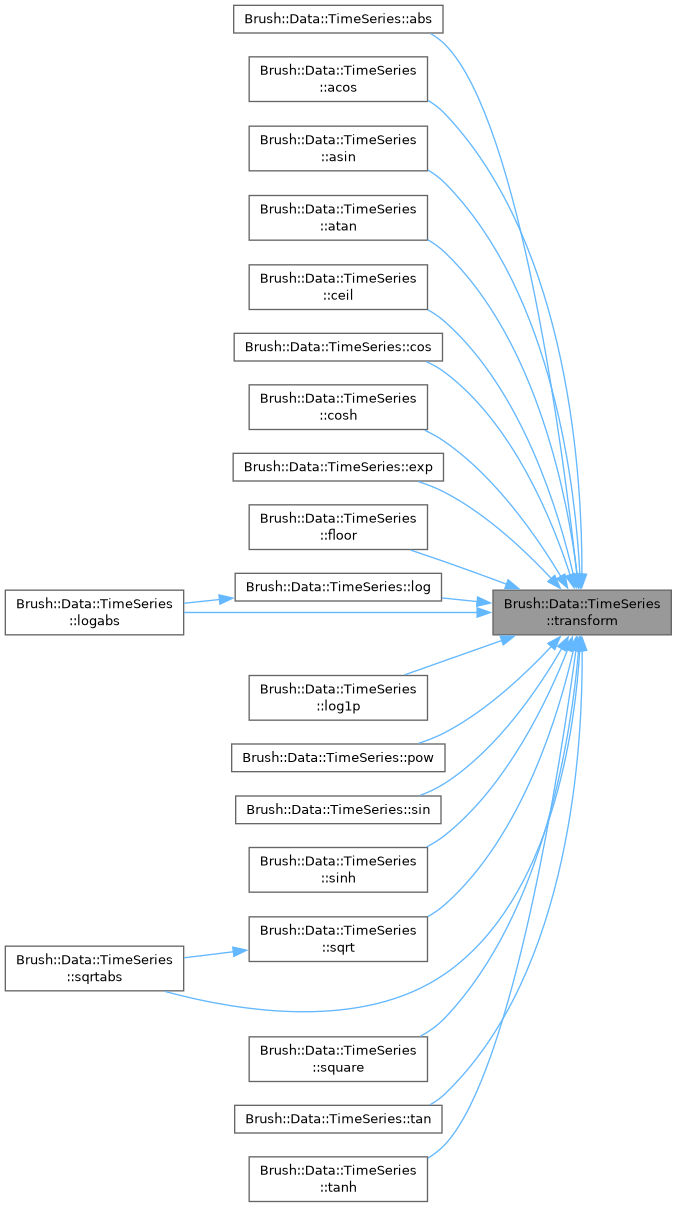 Brush::Data::TimeSeries::abs
Brush::Data::TimeSeries
::acos
Brush::Data::TimeSeries
::asin
Brush::Data::TimeSeries
::atan
Brush::Data::TimeSeries
::ceil
Brush::Data::TimeSeries::cos
Brush::Data::TimeSeries
::cosh
Brush::Data::TimeSeries::exp
Brush::Data::TimeSeries
::floor
Brush::Data::TimeSeries::log
Brush::Data::TimeSeries
::logabs
Brush::Data::TimeSeries
::transform
Brush::Data::TimeSeries
::log1p
Brush::Data::TimeSeries::pow
Brush::Data::TimeSeries::sin
Brush::Data::TimeSeries
::sinh
Brush::Data::TimeSeries
::sqrt
Brush::Data::TimeSeries
::sqrtabs
Brush::Data::TimeSeries
::square
Brush::Data::TimeSeries::tan
Brush::Data::TimeSeries
::tanh